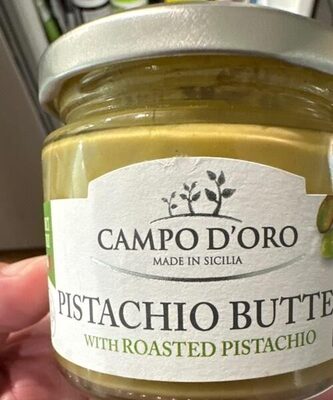 CAMPO D'ORO
MADE IN SICILIA
PISTACHIO BUTTE
WITH ROASTED PISTACHIO